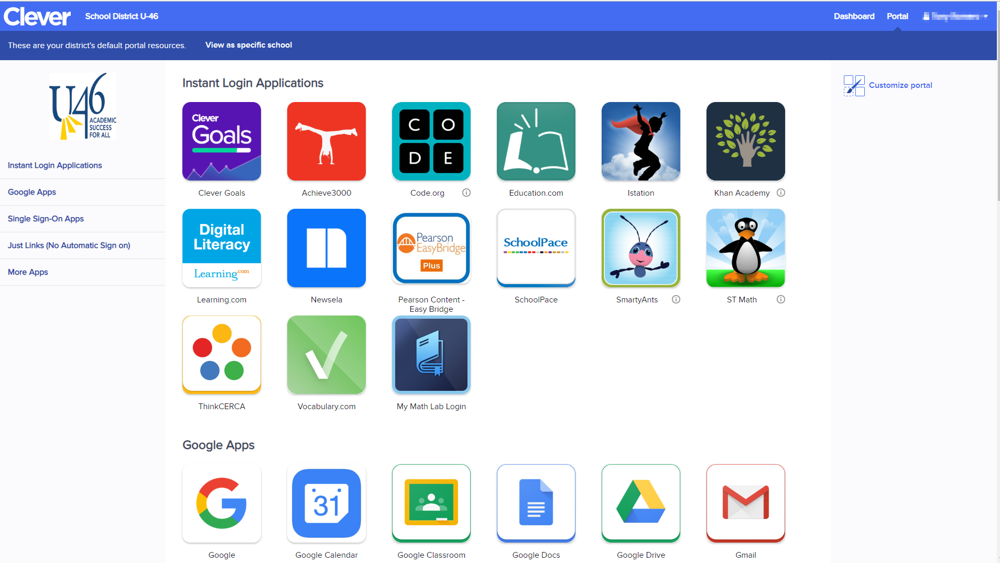 Clever
School District U-46
Dashboard
Portal
These are your district's default portal resources.
View as specific school
U46
ACADEMIC
SUCCESS
FOR ALL
Instant Login Applications
Google Apps
Single Sign-On Apps
Just Links (No Automatic Sign on)
More Apps
Customize portal
Instant Login Applications
Clever
Goals
C O
D E
Clever Goals
Achieve3000
Code.org
Education.com
Istation
Khan Academy
Digital
Literacy
Learning.com
Pearson
EasyBridge
Plus
SchoolPace
Learning.com
Newsela
Pearson Content -
Easy Bridge
SchoolPace
SmartyAnts
ST Math
ThinkCERCA
Vocabulary.com
My Math Lab Login
Google Apps
G
31
Google
Google Calendar
Google Classroom
Google Docs
Google Drive
Gmail